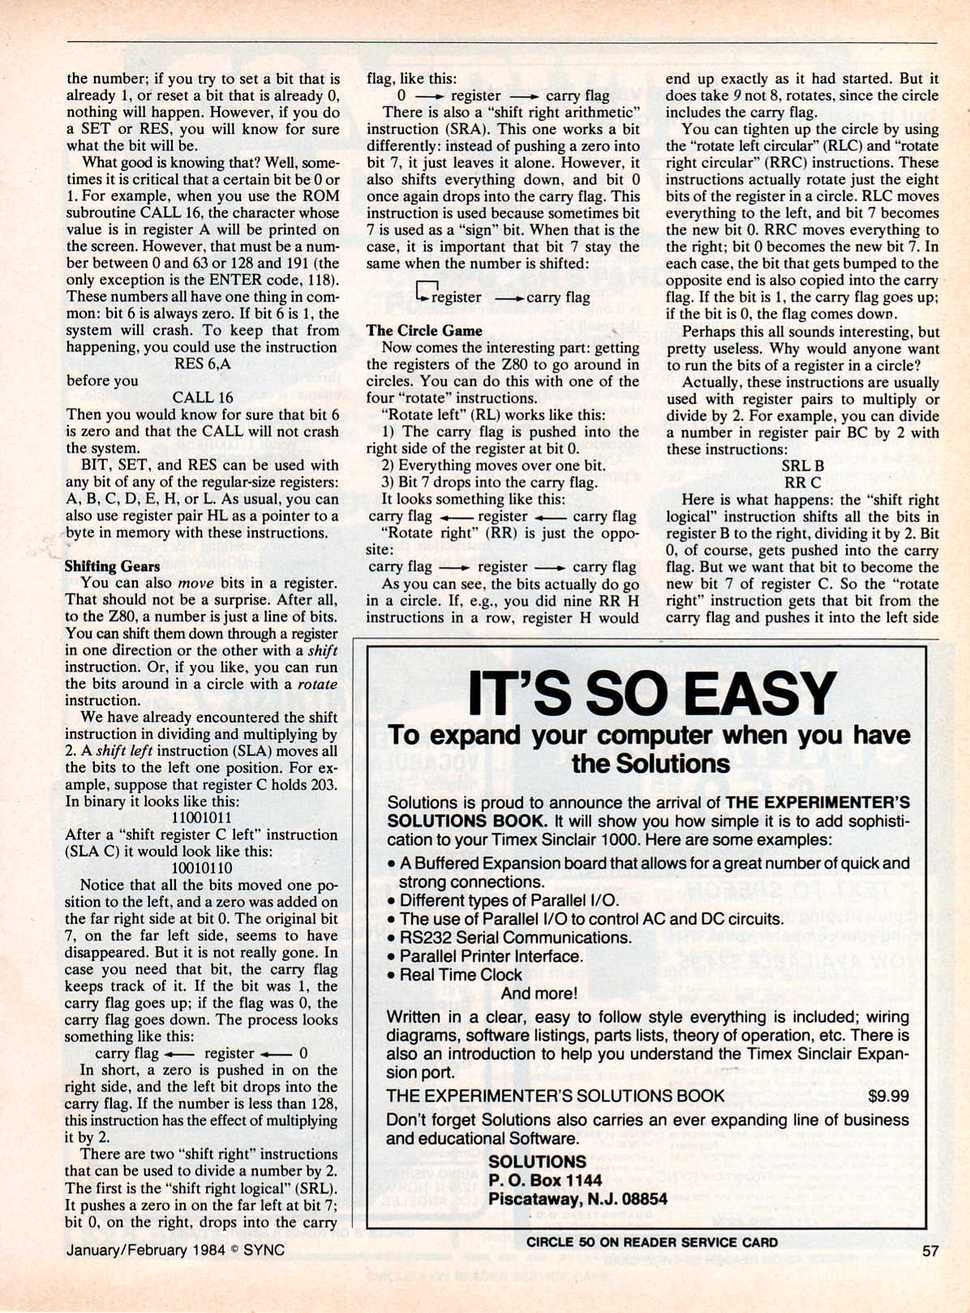 the number; if you try to set a bit that is
already 1, or reset a bit that is already 0,
nothing will happen. However, if you do
a SET or RES, you will know for sure
what the bit will be.
What good is knowing that? Well, some-
times it is critical that a certain bit be 0 or
1. For example, when you use the ROM
subroutine CALL 16, the character whose
value is in register A will be printed on
the screen. However, that must be a num-
ber between 0 and 63 or 128 and 191 (the
only exception is the ENTER code, 118).
These numbers all have one thing in com-
mon: bit 6 is always zero. If bit 6 is 1, the
system will crash. To keep that from
happening, you could use the instruction
RES 6,A
before you
CALL 16
Then you would know for sure that bit 6
is zero and that the CALL will not crash
the system.
BIT, SET, and RES can be used with
any bit of any of the regular-size registers:
A, B, C, D, E, H, or L. As usual, you can
also use register pair HL as a pointer to a
byte in memory with these instructions.
Shifting Gears
You can also move bits in a register.
That should not be a surprise. After all,
to the Z80, a number is just a line of bits.
You can shift them down through a register
in one direction or the other with a shift
instruction. Or, if you like, you can run
the bits around in a circle with a rotate
instruction.
We have already encountered the shift
instruction in dividing and multiplying by
2. A shift left instruction (SLA) moves all
the bits to the left one position. For ex-
ample, suppose that register C holds 203.
In binary it looks like this:
11001011
After a “shift register C left” instruction
(SLA C) it would look like this:
10010110
Notice that all the bits moved one po-
sition to the left, and a zero was added on
the far right side at bit 0. The original bit
7, on the far left side, seems to have
disappeared. But it is not really gone. In
case you need that bit, the carry flag
keeps track of it. If the bit was 1, the
carry flag goes up; if the flag was 0, the
carry flag goes down. The process looks
something like this:
carry flag ← register ← 0
In short, a zero is pushed in on the
right side, and the left bit drops into the
carry flag. If the number is less than 128,
this instruction has the effect of multiplying
it by 2.
There are two “shift right” instructions
that can be used to divide a number by 2.
The first is the “shift right logical” (SRL).
It pushes a zero in on the far left at bit 7;
bit 0, on the right, drops into the carry
flag, like this:
0 → register → carry flag
There is also a “shift right arithmetic”
instruction (SRA). This one works a bit
differently: instead of pushing a zero into
bit 7, it just leaves it alone. However, it
also shifts everything down, and bit 0
once again drops into the carry flag. This
instruction is used because sometimes bit
7 is used as a “sign” bit. When that is the
case, it is important that bit 7 stay the
same when the number is shifted:
register → carry flag
The Circle Game
Now comes the interesting part: getting
the registers of the Z80 to go around in
circles. You can do this with one of the
four “rotate” instructions.
“Rotate left” (RL) works like this:
1) The carry flag is pushed into the
right side of the register at bit 0.
2) Everything moves over one bit.
3) Bit 7 drops into the carry flag.
It looks something like this:
carry flag ← register ← carry flag
“Rotate right” (RR) is just the oppo-
site:
carry flag → register → carry flag
As you can see, the bits actually do go
in a circle. If, e.g., you did nine RR H
instructions in a row, register H would
end up exactly as it had started. But it
does take 9 not 8, rotates, since the circle
includes the carry flag.
You can tighten up the circle by using
the “rotate left circular” (RLC) and “rotate
right circular” (RRC) instructions. These
instructions actually rotate just the eight
bits of the register in a circle. RLC moves
everything to the left, and bit 7 becomes
the new bit 0. RRC moves everything to
the right; bit 0 becomes the new bit 7. In
each case, the bit that gets bumped to the
opposite end is also copied into the carry
flag. If the bit is 1, the carry flag goes up;
if the bit is 0, the flag comes down.
Perhaps this all sounds interesting, but
pretty useless. Why would anyone want
to run the bits of a register in a circle?
Actually, these instructions are usually
used with register pairs to multiply or
divide by 2. For example, you can divide
a number in register pair BC by 2 with
these instructions:
SRL B
RR C
Here is what happens: the “shift right
logical” instruction shifts all the bits in
register B to the right, dividing it by 2. Bit
0, of course, gets pushed into the carry
flag. But we want that bit to become the
new bit 7 of register C. So the “rotate
right” instruction gets that bit from the
carry flag and pushes it into the left side
IT'S SO EASY
To expand your computer when you have
the Solutions
Solutions is proud to announce the arrival of THE EXPERIMENTER'S
SOLUTIONS BOOK. It will show you how simple it is to add sophisti-
cation to your Timex Sinclair 1000. Here are some examples:
• A Buffered Expansion board that allows for a great number of quick and
strong connections.
• Different types of Parallel I/O.
• The use of Parallel I/O to control AC and DC circuits.
• RS232 Serial Communications.
• Parallel Printer Interface.
• Real Time Clock
And more!
Written in a clear, easy to follow style everything is included; wiring
diagrams, software listings, parts lists, theory of operation, etc. There is
also an introduction to help you understand the Timex Sinclair Expan-
sion port.
THE EXPERIMENTER'S SOLUTIONS BOOK $9.99
Don't forget Solutions also carries an ever expanding line of business
and educational Software.
SOLUTIONS
P. O. Box 1144
Piscataway, N.J. 08854
CIRCLE 50 ON READER SERVICE CARD
January/February 1984 © SYNC
57